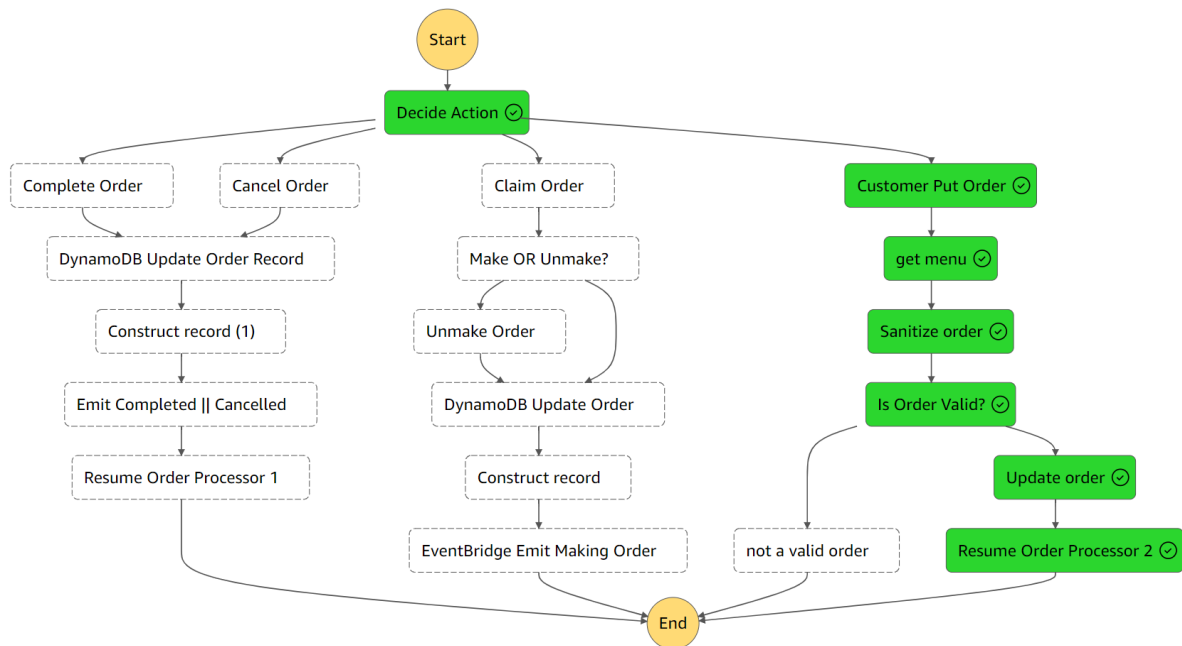 Start
Decide Action
Complete Order
Cancel Order
Claim Order
Customer Put Order
DynamoDB Update Order Record
Make OR Unmake?
get menu
Construct record (1)
Unmake Order
Sanitize order
Emit Completed || Cancelled
DynamoDB Update Order
Is Order Valid?
Resume Order Processor 1
Construct record
Update order
EventBridge Emit Making Order
not a valid order
Resume Order Processor 2
End